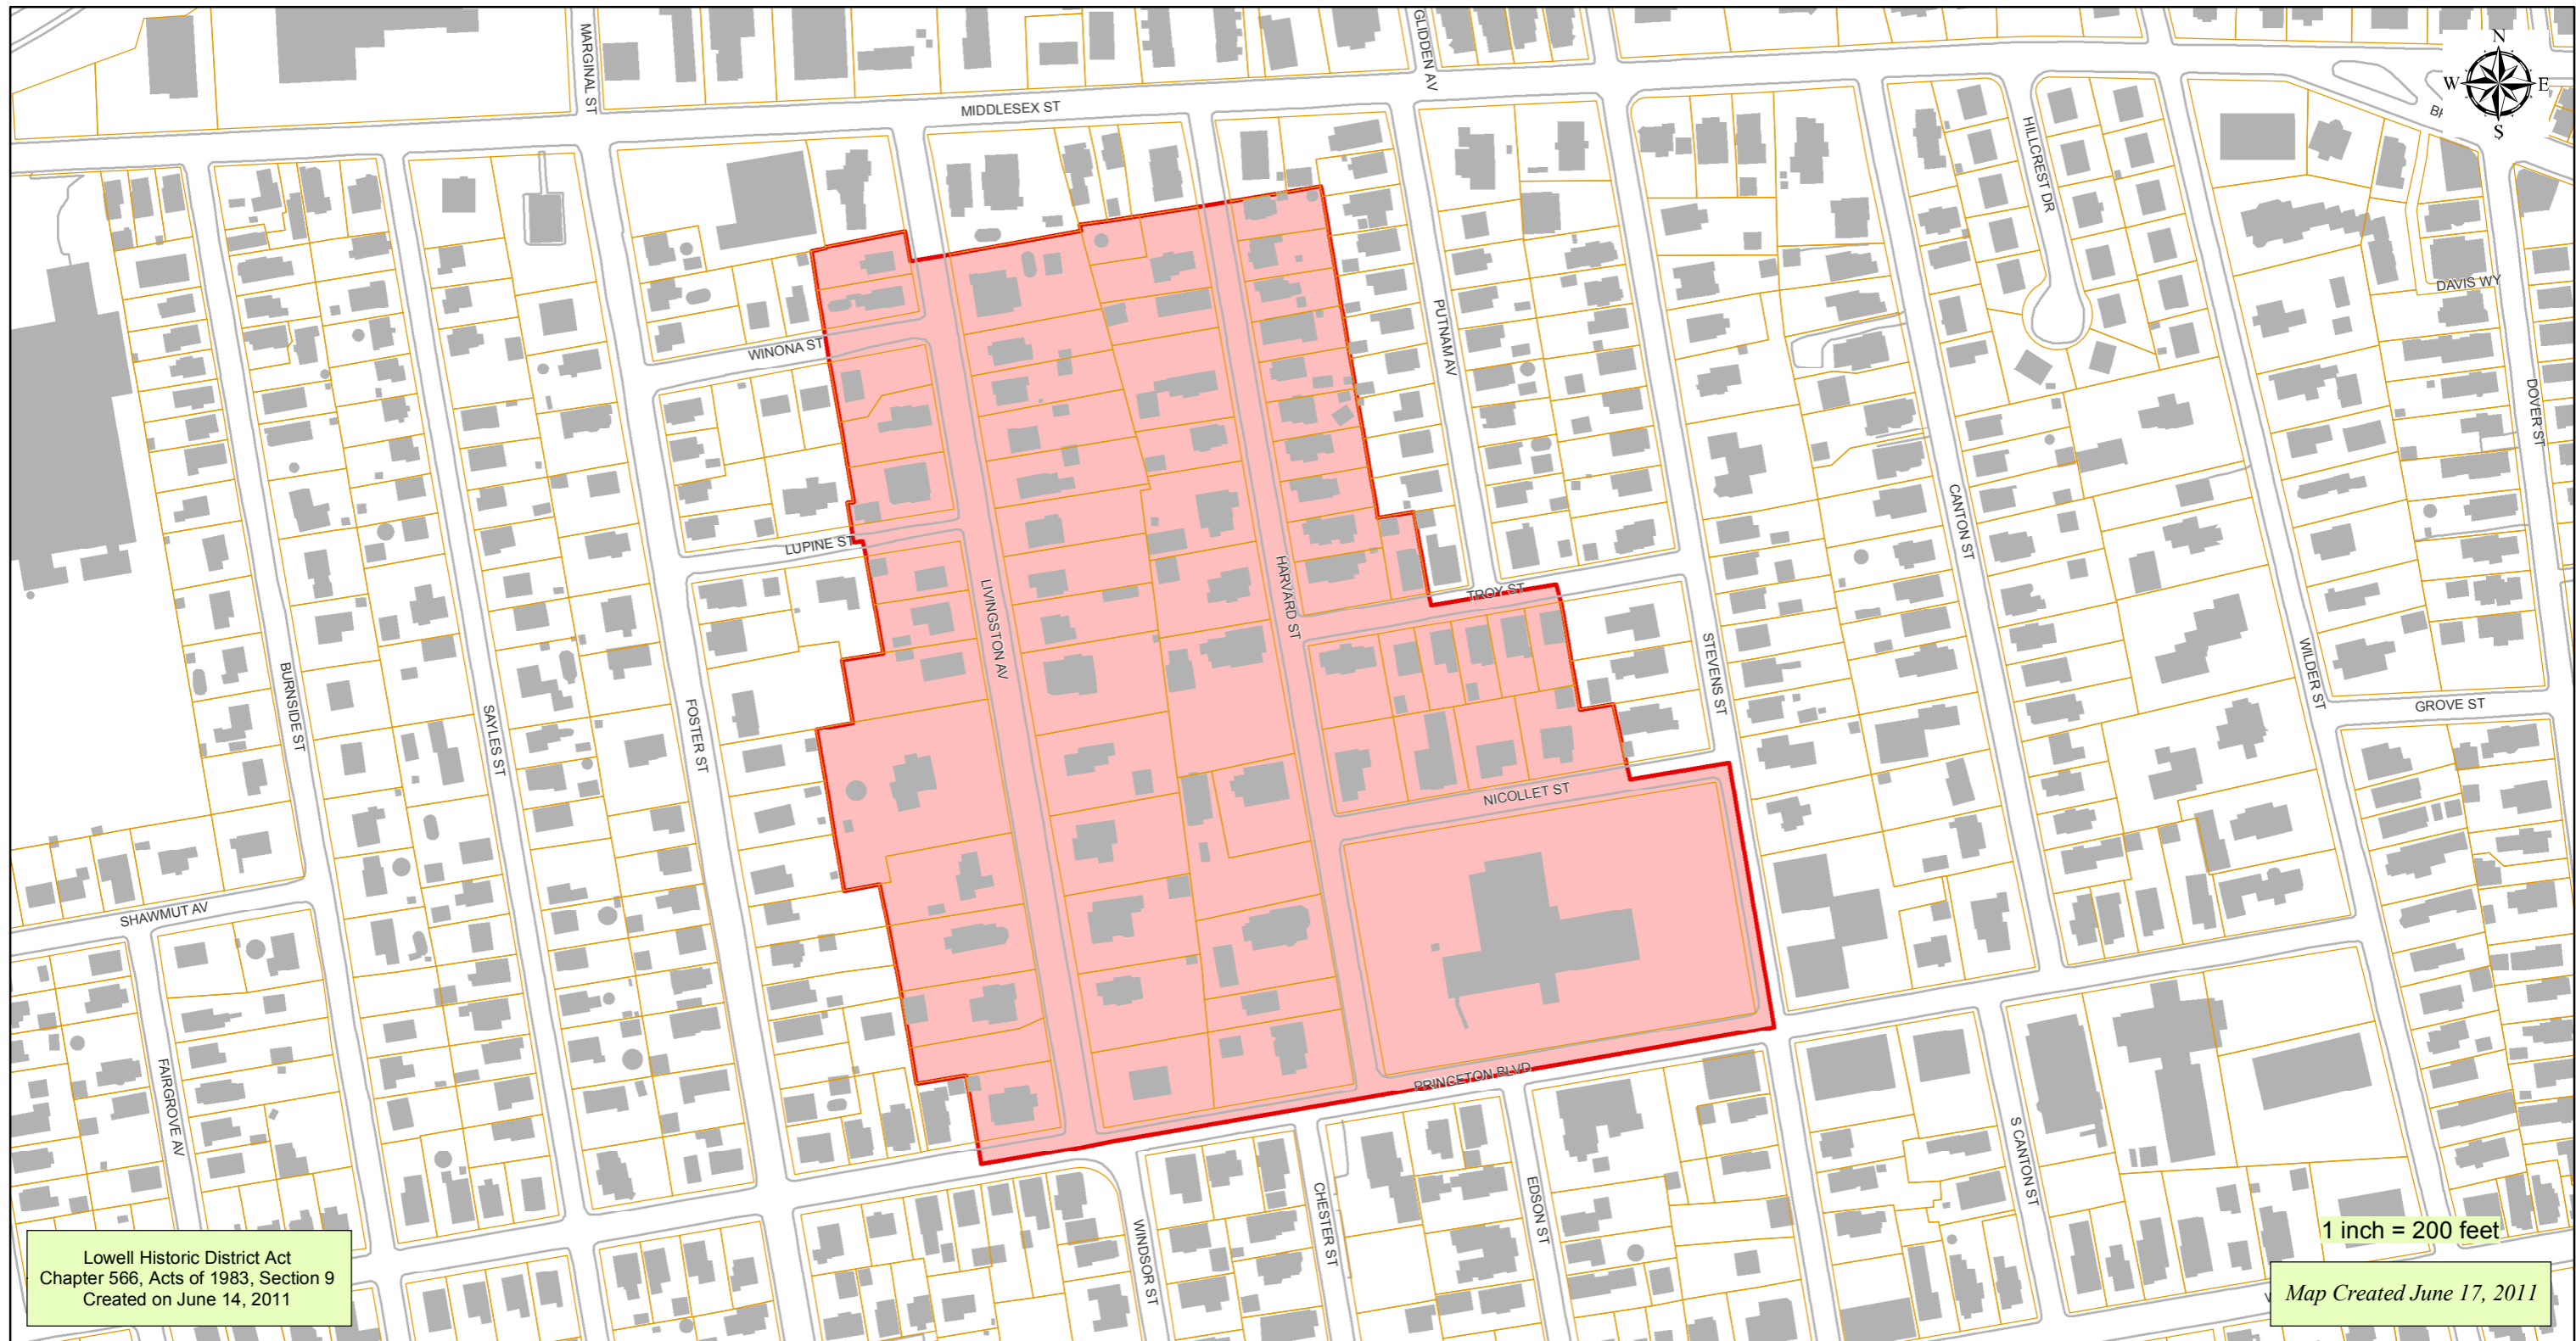 MARGINAL ST
GLIDDEN AV
MIDDLESEX ST
N
W
E
S
HILLCREST DR
DAVIS WY
PUTNAM AV
WINONA ST
DOVER ST
LUPINE ST
CANTON ST
LIVINGSTON AV
HARVARD ST
TROY ST
STEVENS ST
WILDER ST
BURNSIDE ST
SAYLES ST
FOSTER ST
GROVE ST
NICOLLET ST
SHAWMUT AV
PRINCETON BLVD
FAIRGROVE AV
S CANTON ST
EDSON ST
CHESTER ST
WINDSOR ST
1 inch = 200 feet
Lowell Historic District Act
Chapter 566, Acts of 1983, Section 9
Created on June 14, 2011
Map Created June 17, 2011